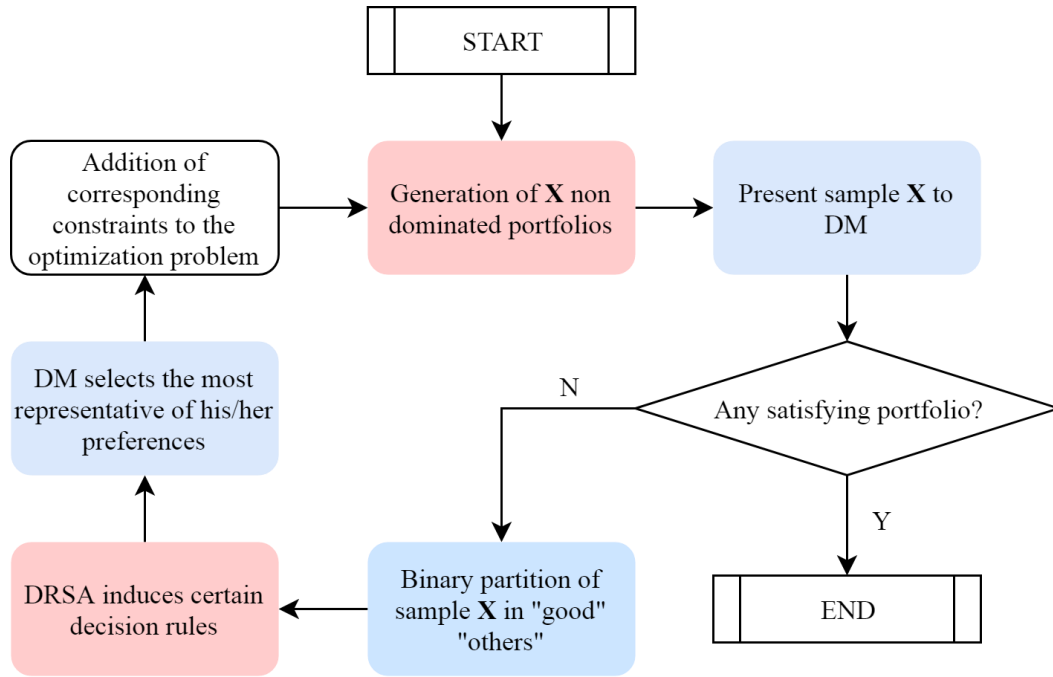 START
Addition of
corresponding
constraints to the
optimization problem
Generation of X non
dominated portfolios
Present sample X to
DM
DM selects the most
representative of his/her
preferences
N
Any satisfying portfolio?
Y
DRSA induces certain
decision rules
Binary partition of
sample X in "good"
"others"
END